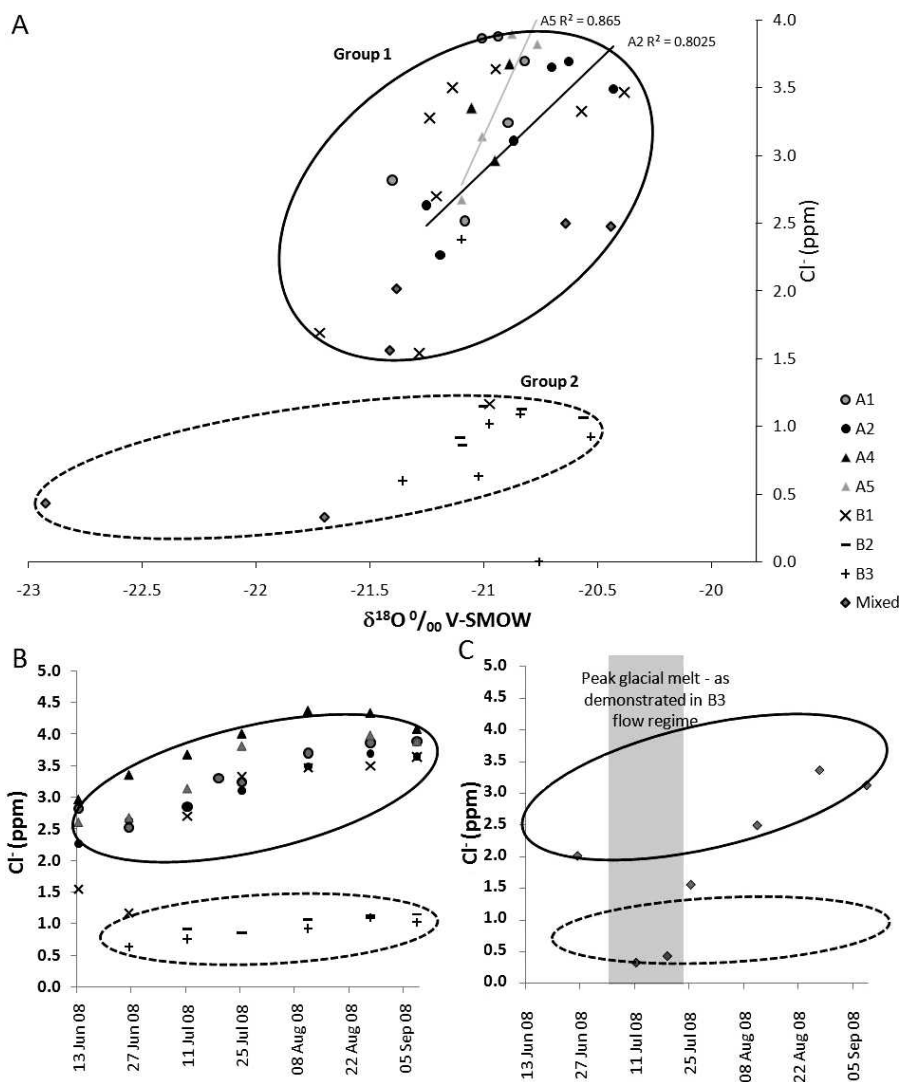 A
A5 R² = 0.865
A2 R² = 0.8025
Group 1
4.0
3.5
3.0
2.5
2.0
1.5
1.0
0.5
0.0
Cl⁻ (ppm)
Group 2
-23
-22
-21.5
-21
-20.5
-20
δ¹⁸O ⁰/₀₀ V-SMOW
A1
A2
A4
A5
B1
B2
B3
Mixed
B
5.0
4.5
4.0
3.5
3.0
2.5
2.0
1.5
1.0
0.5
0.0
Cl⁻ (ppm)
13 Jun 08
27 Jun 08
11 Jul 08
25 Jul 08
08 Aug 08
22 Aug 08
05 Sep 08
C
5.0
4.5
4.0
3.5
3.0
2.5
2.0
1.5
1.0
0.5
0.0
Cl⁻ (ppm)
Peak glacial melt - as
demonstrated in B3
flow regime
13 Jun 08
27 Jun 08
11 Jul 08
25 Jul 08
08 Aug 08
22 Aug 08
05 Sep 08